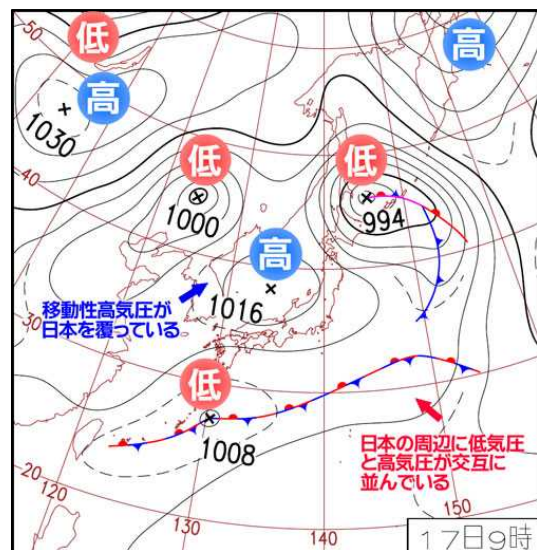 50
低
高
高
1030
低
低
40
1000
994
高
移動性高気圧が
日本を覆っている
1016
30
低
1008
日本の周辺に低気圧
と高気圧が交互に
並んでいる
20
120
130
140
150
17日9時